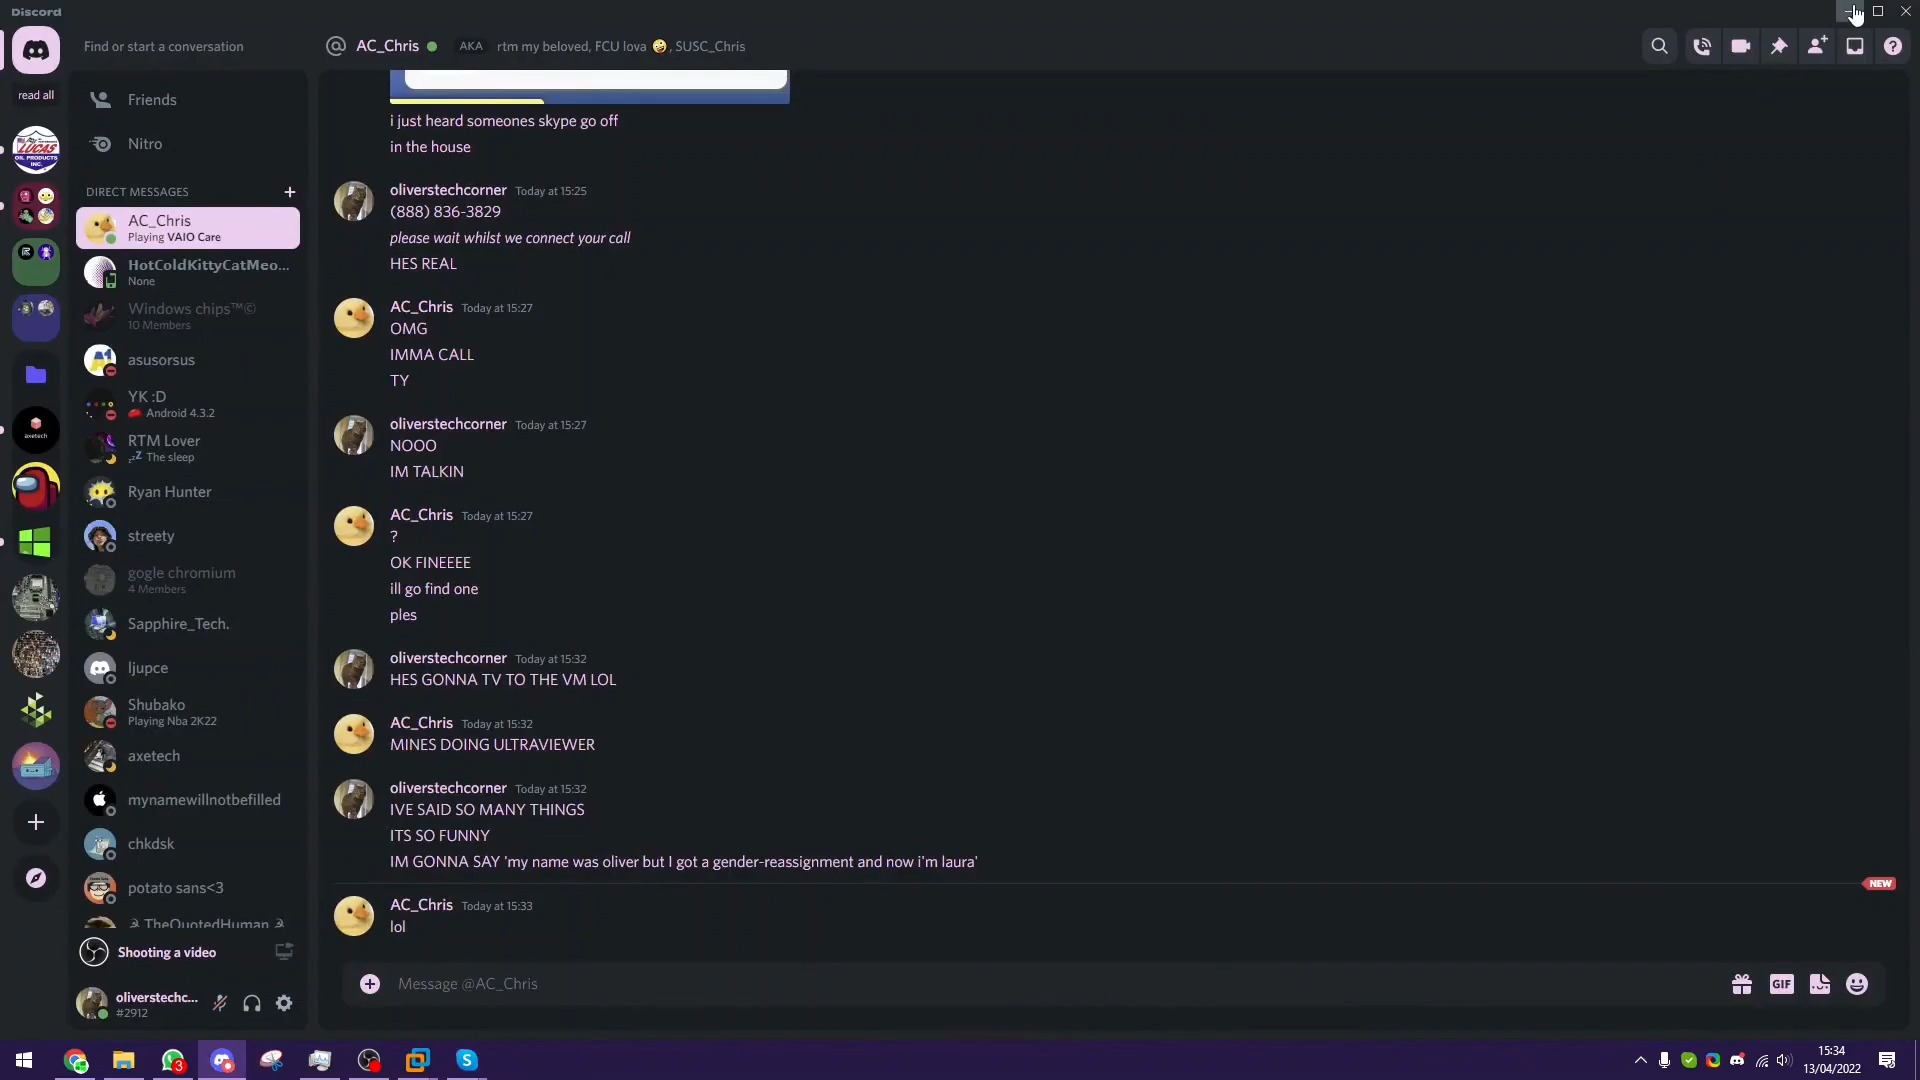 Discord
Find or start a conversation
AC_Chris
AKA
rtm my beloved, FCU lova 🤪, SUSC_Chris
read all
Friends
Nitro
DIRECT MESSAGES
AC_Chris
Playing VAIO Care
HotColdKittyCatMeo...
None
Windows chips™©
10 Members
asusorsus
YK :D
Android 4.3.2
RTM Lover
The sleep
Ryan Hunter
streety
gogle chromium
4 Members
Sapphire_Tech.
ljupce
Shubako
Playing Nba 2K22
axetech
mynamewillnotbefilled
chkdsk
potato sans<3
TheQuotedHuman
Shooting a video
oliverstechc...
#2912
LUCAS
OIL PRODUCTS
INC.
axetech
i just heard someones skype go off
in the house
oliverstechcorner Today at 15:25
(888) 836-3829
please wait whilst we connect your call
HES REAL
AC_Chris Today at 15:27
OMG
IMMA CALL
TY
oliverstechcorner Today at 15:27
NOOO
IM TALKIN
AC_Chris Today at 15:27
?
OK FINEEEE
ill go find one
ples
oliverstechcorner Today at 15:32
HES GONNA TV TO THE VM LOL
AC_Chris Today at 15:32
MINES DOING ULTRAVIEWER
oliverstechcorner Today at 15:32
IVE SAID SO MANY THINGS
ITS SO FUNNY
IM GONNA SAY 'my name was oliver but I got a gender-reassignment and now i'm laura'
NEW
AC_Chris Today at 15:33
lol
Message @AC_Chris
GIF
3
15:34
13/04/2022